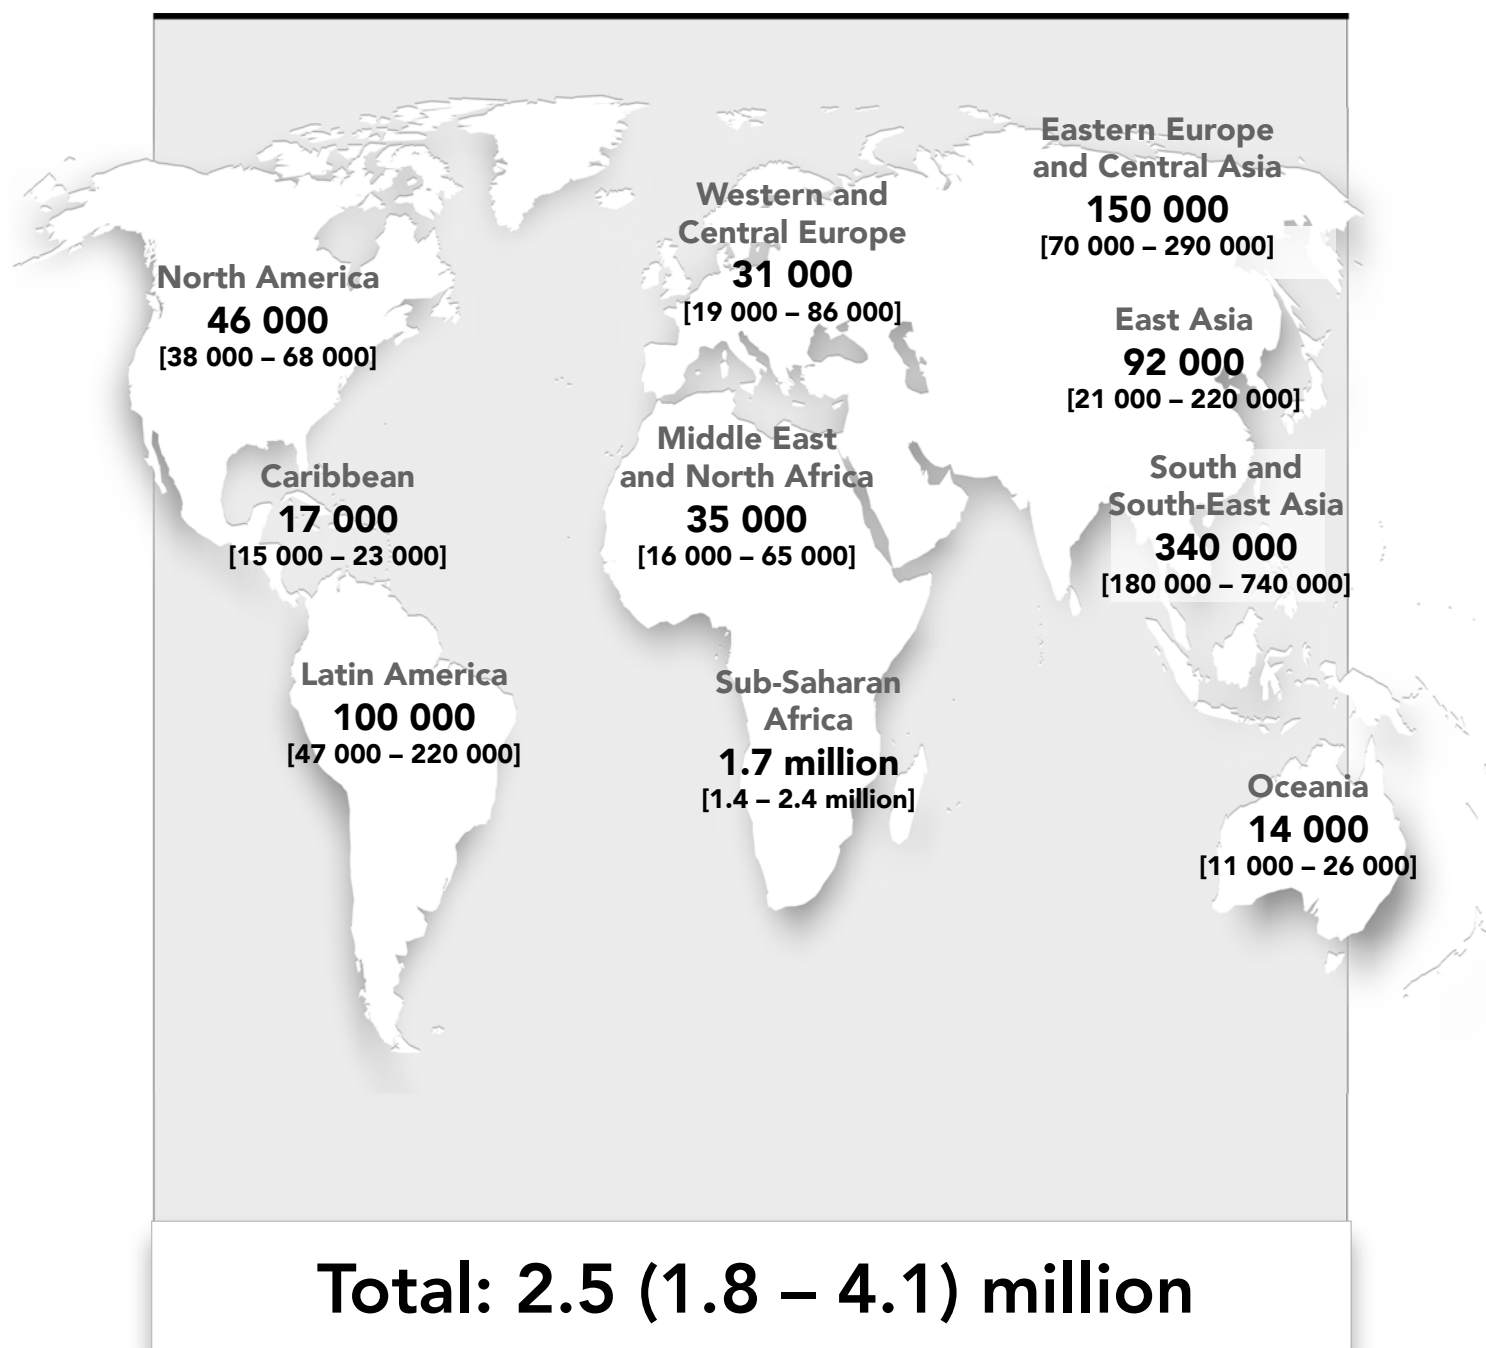 Eastern Europe
and Central Asia
150 000
[70 000 – 290 000]
Western and
Central Europe
31 000
[19 000 – 86 000]
North America
46 000
[38 000 – 68 000]
East Asia
92 000
[21 000 – 220 000]
Middle East
and North Africa
35 000
[16 000 – 65 000]
Caribbean
17 000
[15 000 – 23 000]
South and
South-East Asia
340 000
[180 000 – 740 000]
Latin America
100 000
[47 000 – 220 000]
Sub-Saharan
Africa
1.7 million
[1.4 – 2.4 million]
Oceania
14 000
[11 000 – 26 000]
Total: 2.5 (1.8 – 4.1) million